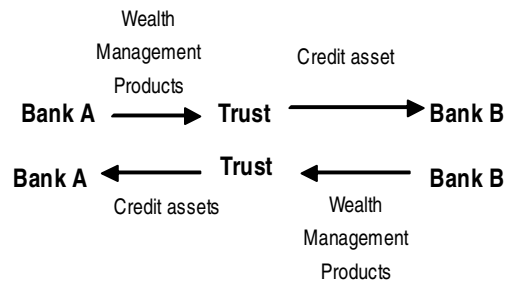 Wealth
Management
Products
Credit asset
Bank A
Trust
Bank B
Bank A
Trust
Bank B
Credit assets
Wealth
Management
Products